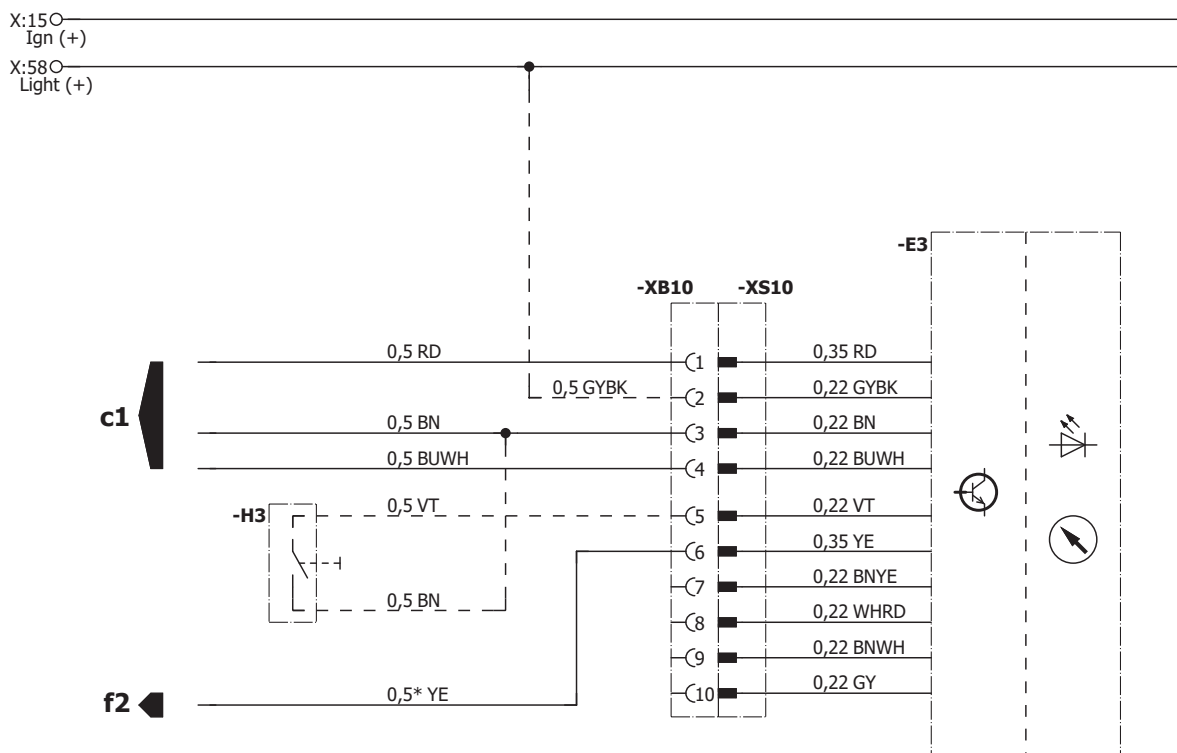 X:15
Ign (+)
X:58
Light (+)
-E3
-XB10 -XS10
0,5 RD 1 0,35 RD
0,5 GYBK 2 0,22 GYBK
c1
0,5 BN 3 0,22 BN
0,5 BUWH 4 0,22 BUWH
-H3
0,5 VT 5 0,22 VT
6 0,35 YE
7 0,22 BNYE
0,5 BN
8 0,22 WHRD
9 0,22 BNWH
10 0,22 GY
f2 0,5* YE